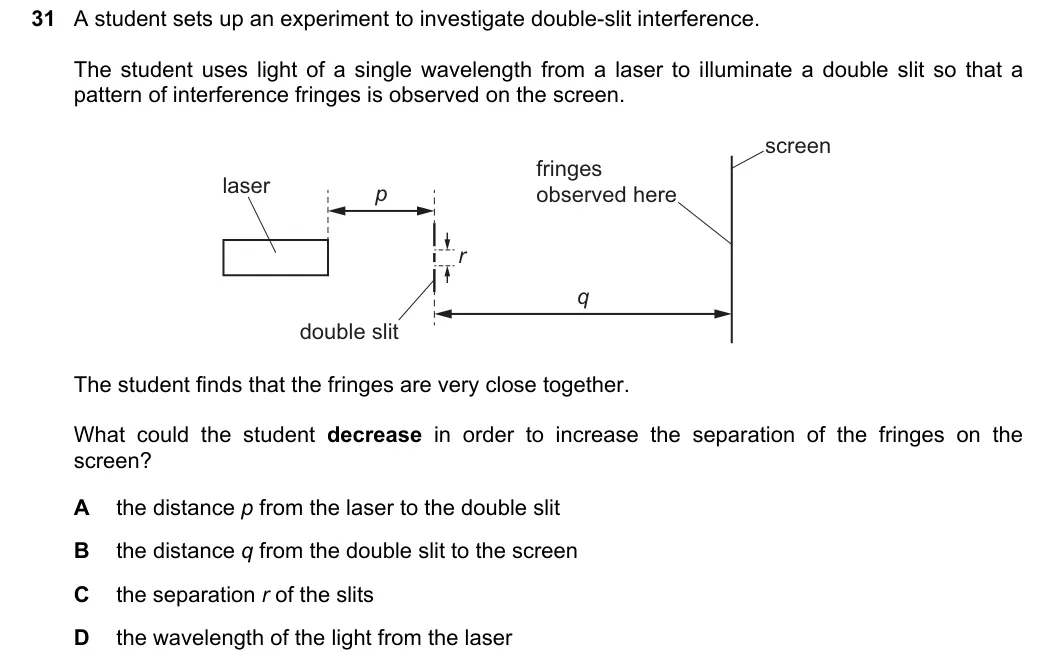 31 A student sets up an experiment to investigate double-slit interference.
The student uses light of a single wavelength from a laser to illuminate a double slit so that a
pattern of interference fringes is observed on the screen.
screen
fringes
observed here
laser
p
r
q
double slit
The student finds that the fringes are very close together.
What could the student decrease in order to increase the separation of the fringes on the
screen?
A the distance p from the laser to the double slit
B the distance q from the double slit to the screen
C the separation r of the slits
D the wavelength of the light from the laser